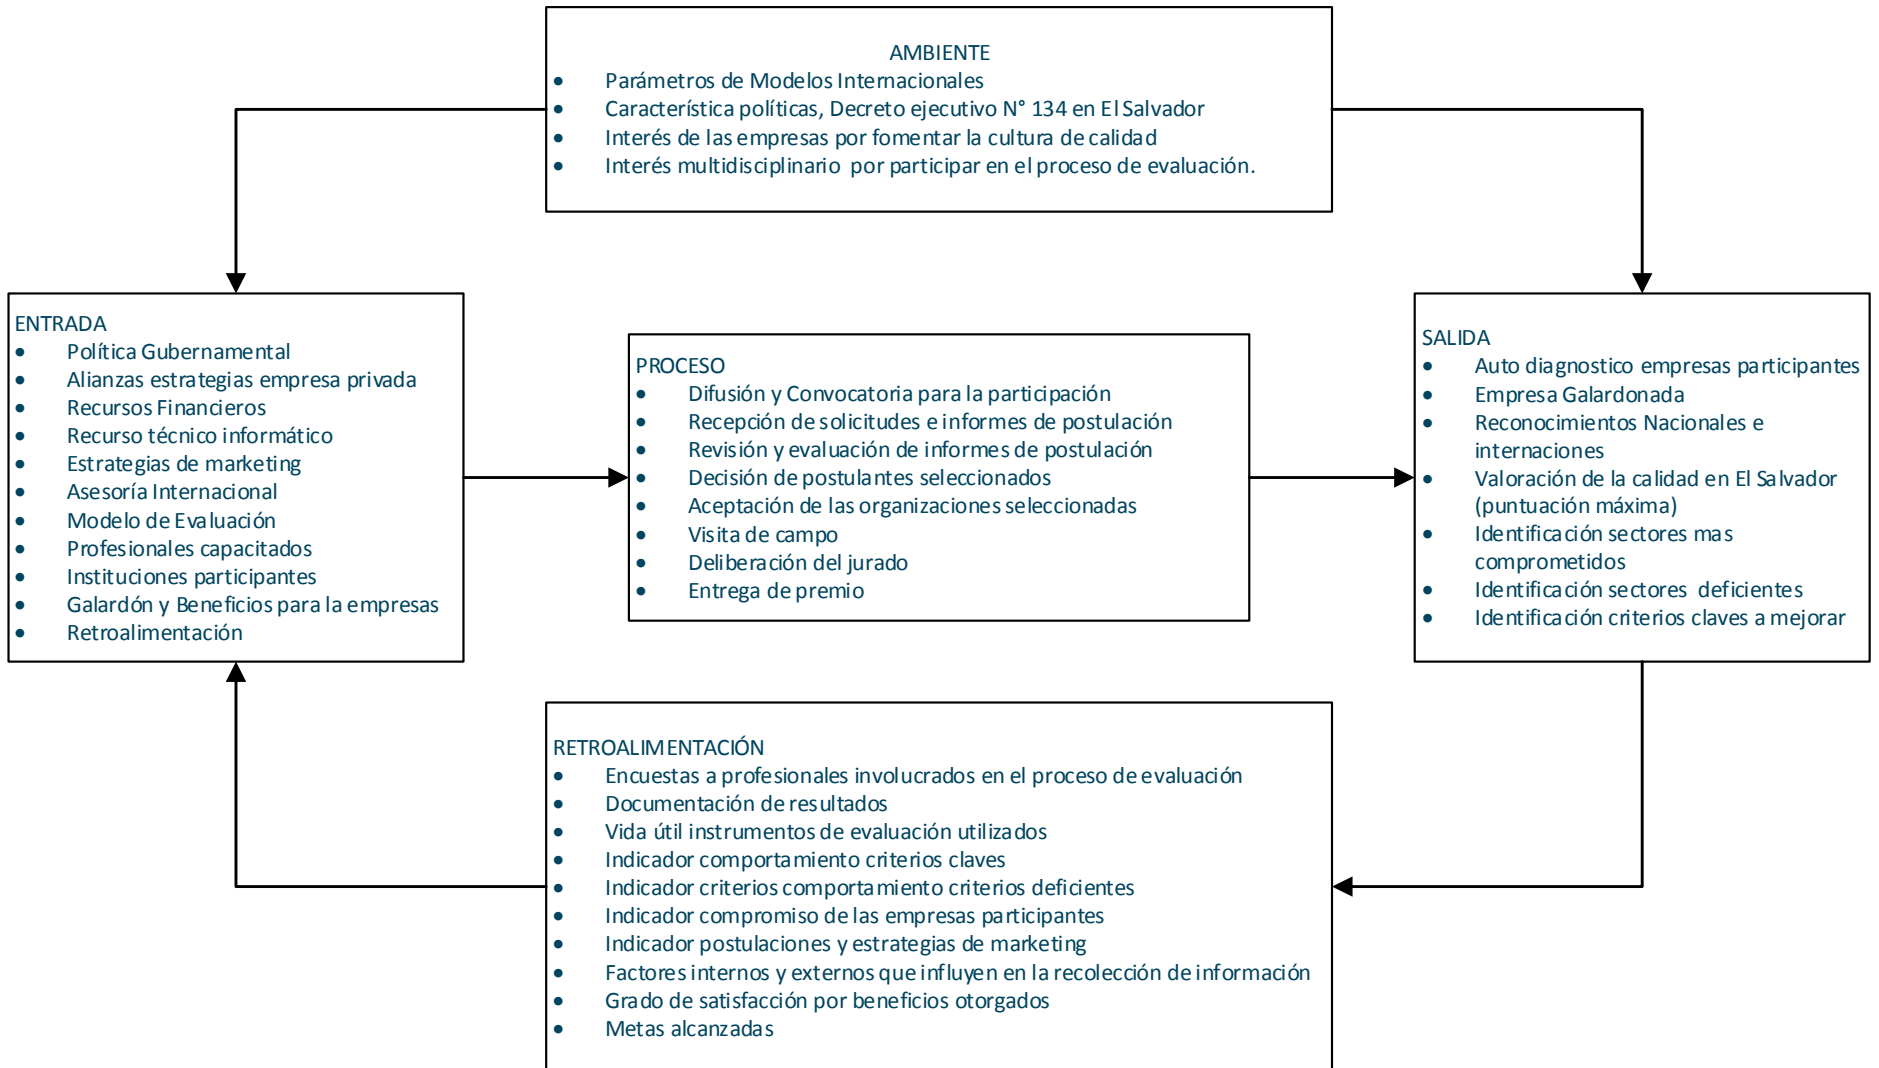 AMBIENTE
• Parámetros de Modelos Internacionales
• Característica políticas, Decreto ejecutivo N° 134 en El Salvador
• Interés de las empresas por fomentar la cultura de calidad
• Interés multidisciplinario por participar en el proceso de evaluación.
ENTRADA
• Política Gubernamental
• Alianzas estrategias empresa privada
• Recursos Financieros
• Recurso técnico informático
• Estrategias de marketing
• Asesoría Internacional
• Modelo de Evaluación
• Profesionales capacitados
• Instituciones participantes
• Galardón y Beneficios para la empresas
• Retroalimentación
PROCESO
• Difusión y Convocatoria para la participación
• Recepción de solicitudes e informes de postulación
• Revisión y evaluación de informes de postulación
• Decisión de postulantes seleccionados
• Aceptación de las organizaciones seleccionadas
• Visita de campo
• Deliberación del jurado
• Entrega de premio
SALIDA
• Auto diagnostico empresas participantes
• Empresa Galardonada
• Reconocimientos Nacionales e
internaciones
• Valoración de la calidad en El Salvador
(puntuación máxima)
• Identificación sectores mas
comprometidos
• Identificación sectores deficientes
• Identificación criterios claves a mejorar
RETROALIMENTACIÓN
• Encuestas a profesionales involucrados en el proceso de evaluación
• Documentación de resultados
• Vida útil instrumentos de evaluación utilizados
• Indicador comportamiento criterios claves
• Indicador criterios comportamiento criterios deficientes
• Indicador compromiso de las empresas participantes
• Indicador postulaciones y estrategias de marketing
• Factores internos y externos que influyen en la recolección de información
• Grado de satisfacción por beneficios otorgados
• Metas alcanzadas